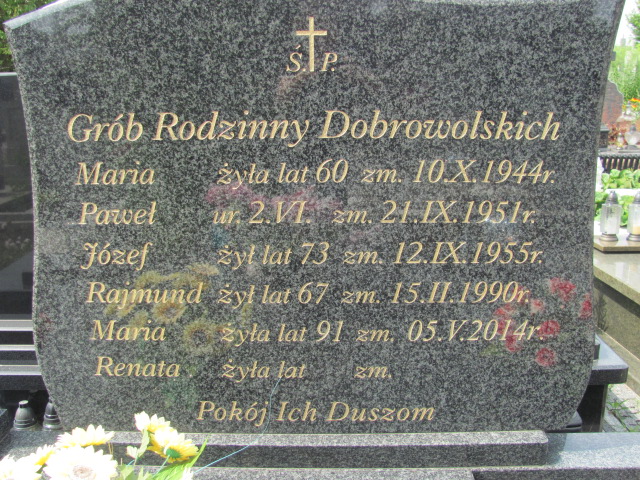 Ś. P.
Grób Rodzinny Dobrowolskich
Maria żyła lat 60 zm. 10.X.1944r.
Paweł ur. 2.VI. zm. 21.IX.1951r.
Józef żył lat 73 zm. 12.IX.1955r.
Rajmund żył lat 67 zm. 15.II.1990r.
Maria żyła lat 91 zm. 05.V.2014r.
Renata żyła lat zm.
Pokój Ich Duszom